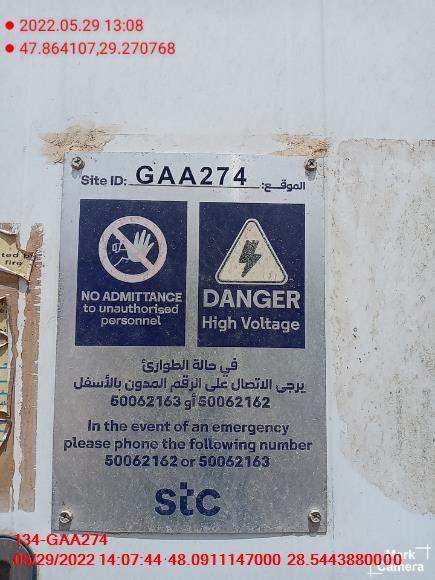 2022.05.29 13:08
47.864107,29.270768
Site ID: GAA274 الموقع:
NO ADMITTANCE
to unauthorised
personnel
DANGER
High Voltage
في حالة الطوارئ
يرجى الاتصال على الرقم المدون بالأسفل
50062162 أو 50062163
In the event of an emergency
please phone the following number
50062162 or 50062163
stc
134-GAA274
05/29/2022 14:07:44 48.0911147000 28.5443880000
Mark
Camera